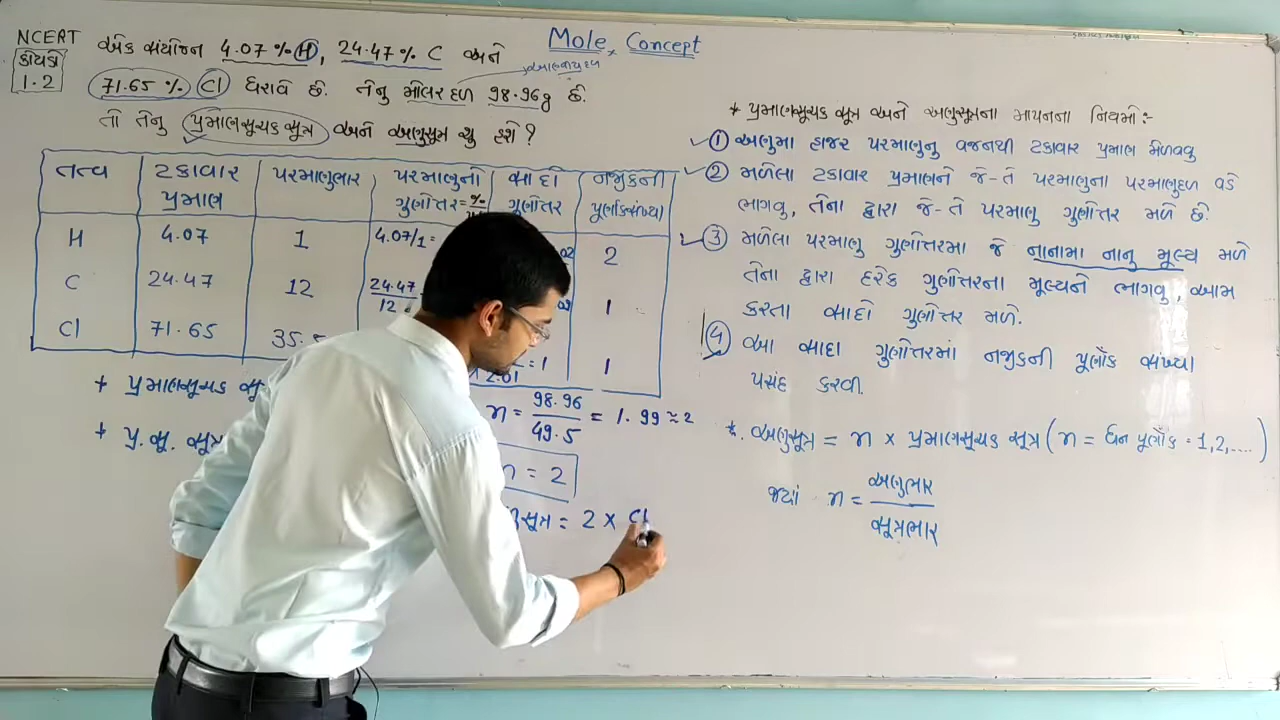 NCERT
કોયડો
1.2
Mole Concept
એક સંયોજન 4.07 % H, 24.47 % C અને
71.65 % Cl ધરાવે છે. તેનુ મોલર દળ 98.96g છે.
તો તેનુ પ્રમાણસૂચક સૂત્ર અને અણુસૂત્ર શુ હશે?
તત્વ ટકાવાર પ્રમાણ પરમાણુભાર પરમાણુનો ગુણોત્તર = % સાદો ગુણોત્તર નજીકની પૂર્ણાંકસંખ્યા
H 4.07 1 4.07/1= 2
C 24.47 12 24.47/12 1
Cl 71.65 35. 2.01 = 1 1
* પ્રમાણસૂચક
* પ્ર. સૂ. સૂત્ર
n = 98.96/49.5 = 1.99 ≈ 2
n = 2
= 2 × Cl
* પ્રમાણસૂચક સૂત્ર અને અણુસૂત્રના માપનના નિયમો:-
① અણુમા હાજર પરમાણુનુ વજનથી ટકાવાર પ્રમાણ મેળવવુ
② મળેલા ટકાવાર પ્રમાણને જે-તે પરમાણુના પરમાણુદળ વડે
ભાગવુ, તેના દ્વારા જે-તે પરમાણુ ગુણોત્તર મળે છે.
③ મળેલા પરમાણુ ગુણોત્તરમા જે નાનામા નાનુ મૂલ્ય મળે
તેના દ્વારા દરેક ગુણોત્તરના મૂલ્યને ભાગવુ, આમ
કરતા સાદો ગુણોત્તર મળે.
④ આ સાદા ગુણોત્તરમાં નજીકની પૂર્ણાંક સંખ્યા
પસંદ કરવી.
*. અણુસૂત્ર = n × પ્રમાણસૂચક સૂત્ર (n = ધન પૂર્ણાંક = 1,2,....)
જ્યાં n = અણુભાર/સૂત્રભાર